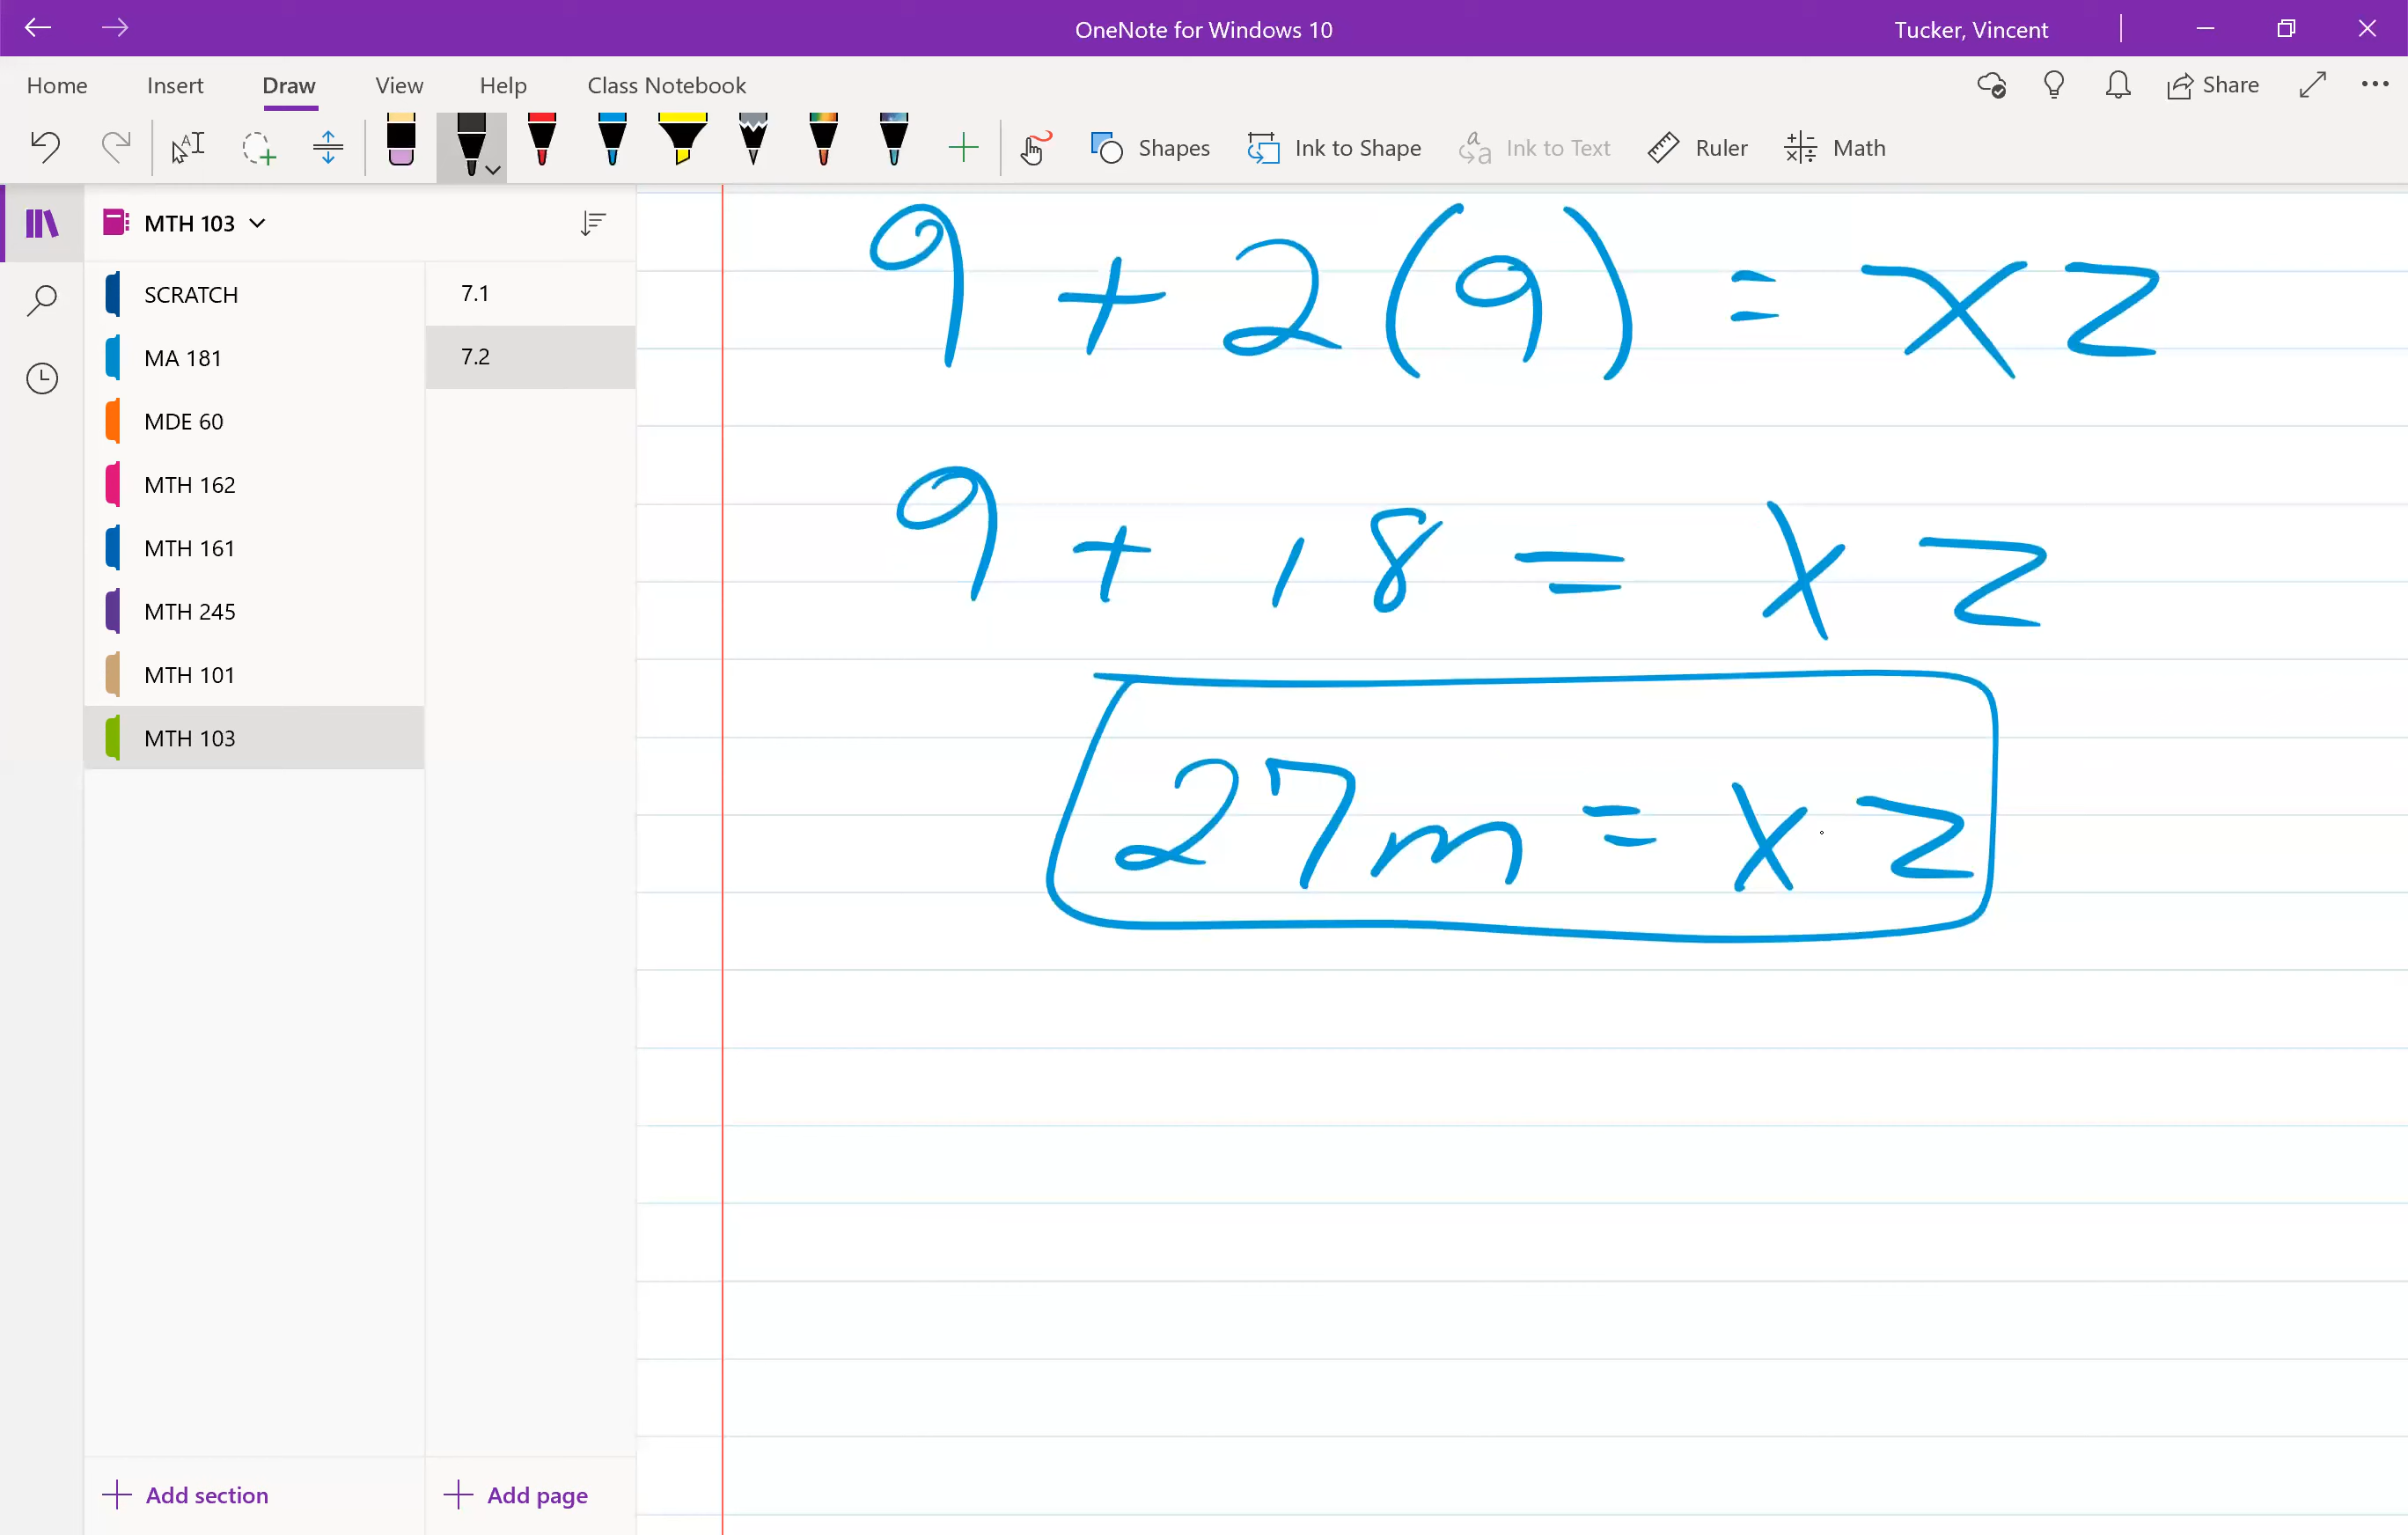 OneNote for Windows 10
Tucker, Vincent
Home Insert Draw View Help Class Notebook Share
Shapes Ink to Shape Ink to Text Ruler Math
MTH 103
SCRATCH
MA 181
MDE 60
MTH 162
MTH 161
MTH 245
MTH 101
MTH 103
Add section
7.1
7.2
Add page
9 + 2(9) = XZ
9 + 18 = XZ
27m = XZ